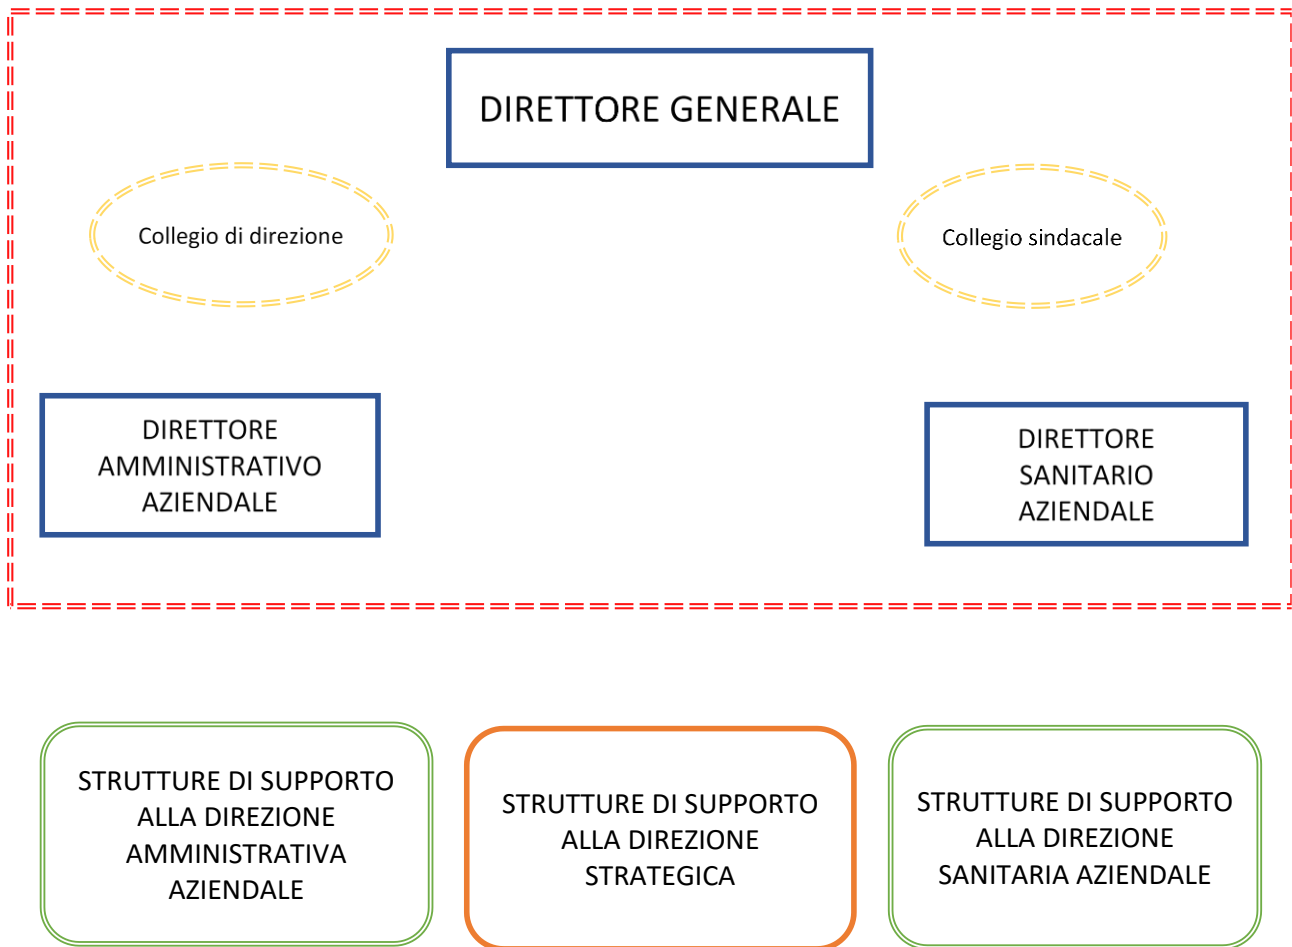 DIRETTORE GENERALE
Collegio di direzione
Collegio sindacale
DIRETTORE
AMMINISTRATIVO
AZIENDALE
DIRETTORE
SANITARIO
AZIENDALE
STRUTTURE DI SUPPORTO
ALLA DIREZIONE
AMMINISTRATIVA
AZIENDALE
STRUTTURE DI SUPPORTO
ALLA DIREZIONE
STRATEGICA
STRUTTURE DI SUPPORTO
ALLA DIREZIONE
SANITARIA AZIENDALE